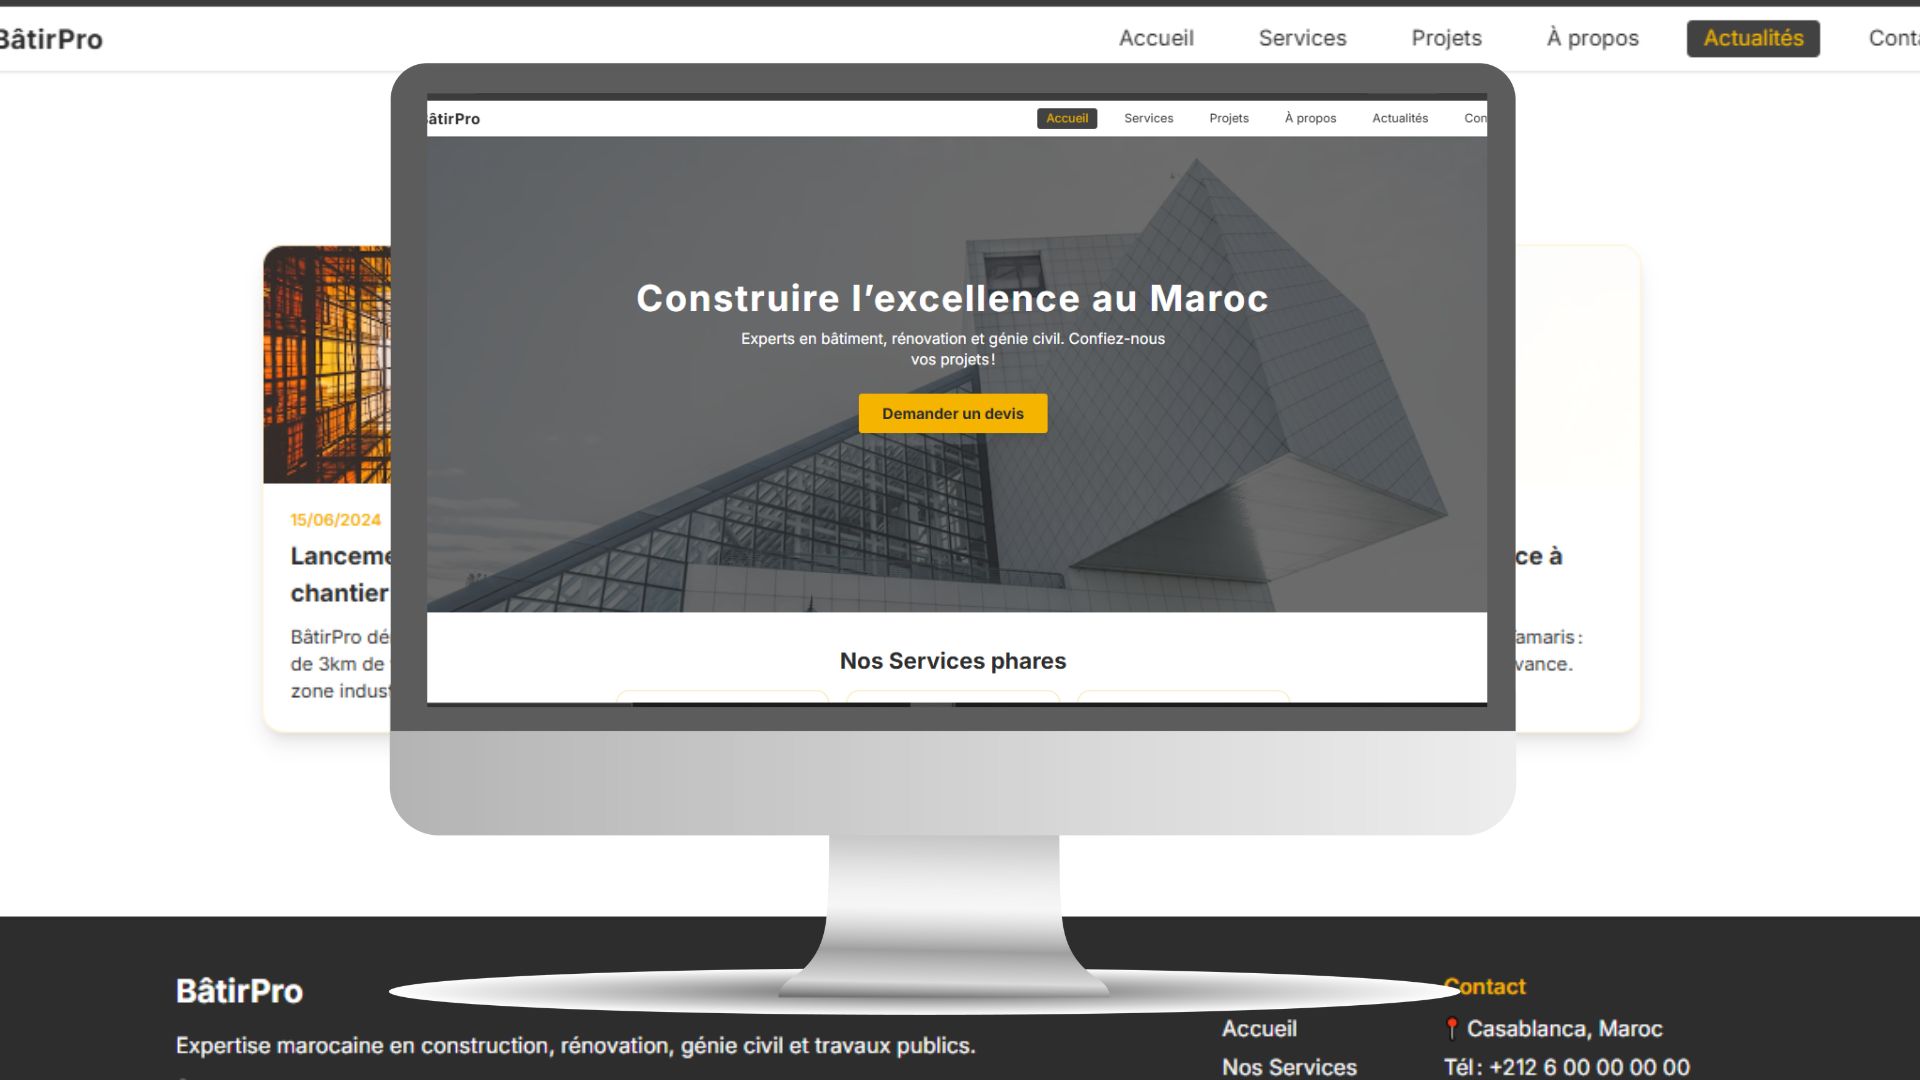 BâtirPro
Accueil Services Projets À propos Actualités
âtirPro
Accueil Services Projets À propos Actualités Con
Construire l’excellence au Maroc
Experts en bâtiment, rénovation et génie civil. Confiez-nous
vos projets !
Demander un devis
Nos Services phares
15/06/2024
Lanceme
chantier
BâtirPro dé
de 3km de
zone indust
ce à
amaris :
vance.
BâtirPro
Expertise marocaine en construction, rénovation, génie civil et travaux publics.
Accueil
Nos Services
Contact
📍 Casablanca, Maroc
Tél : +212 6 00 00 00 00